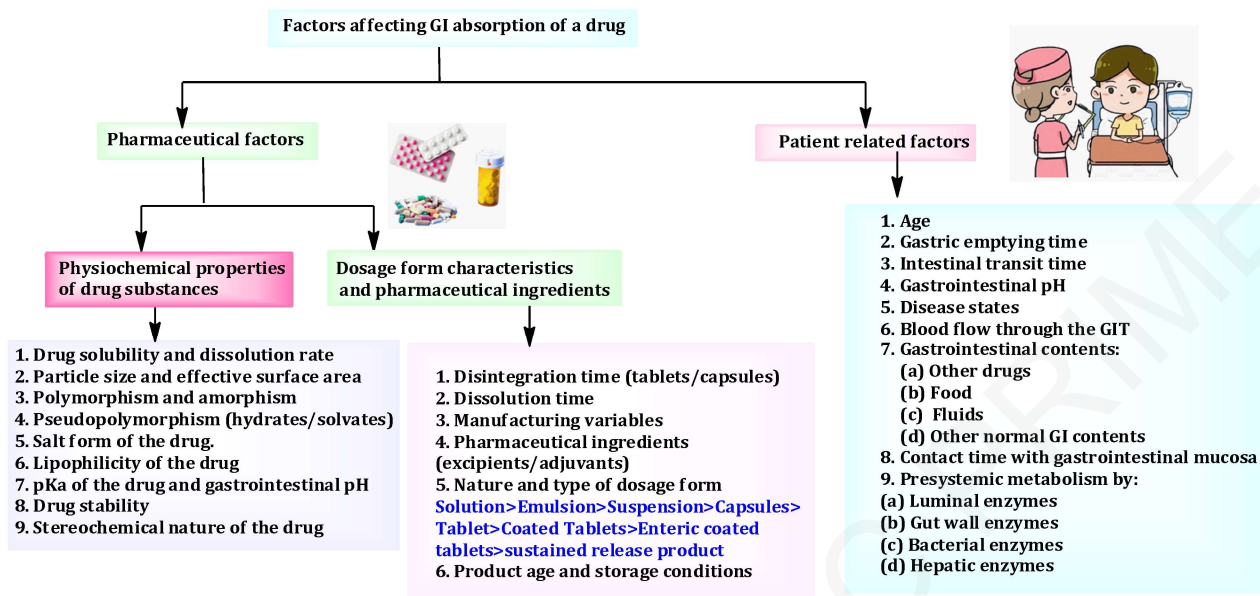 Factors affecting GI absorption of a drug
Pharmaceutical factors
Patient related factors
Physiochemical properties
of drug substances
Dosage form characteristics
and pharmaceutical ingredients
1. Drug solubility and dissolution rate
2. Particle size and effective surface area
3. Polymorphism and amorphism
4. Pseudopolymorphism (hydrates/solvates)
5. Salt form of the drug.
6. Lipophilicity of the drug
7. pKa of the drug and gastrointestinal pH
8. Drug stability
9. Stereochemical nature of the drug
1. Disintegration time (tablets/capsules)
2. Dissolution time
3. Manufacturing variables
4. Pharmaceutical ingredients
(excipients/adjuvants)
5. Nature and type of dosage form
Solution>Emulsion>Suspension>Capsules>
Tablet>Coated Tablets>Enteric coated
tablets>sustained release product
6. Product age and storage conditions
1. Age
2. Gastric emptying time
3. Intestinal transit time
4. Gastrointestinal pH
5. Disease states
6. Blood flow through the GIT
7. Gastrointestinal contents:
(a) Other drugs
(b) Food
(c) Fluids
(d) Other normal GI contents
8. Contact time with gastrointestinal mucosa
9. Presystemic metabolism by:
(a) Luminal enzymes
(b) Gut wall enzymes
(c) Bacterial enzymes
(d) Hepatic enzymes